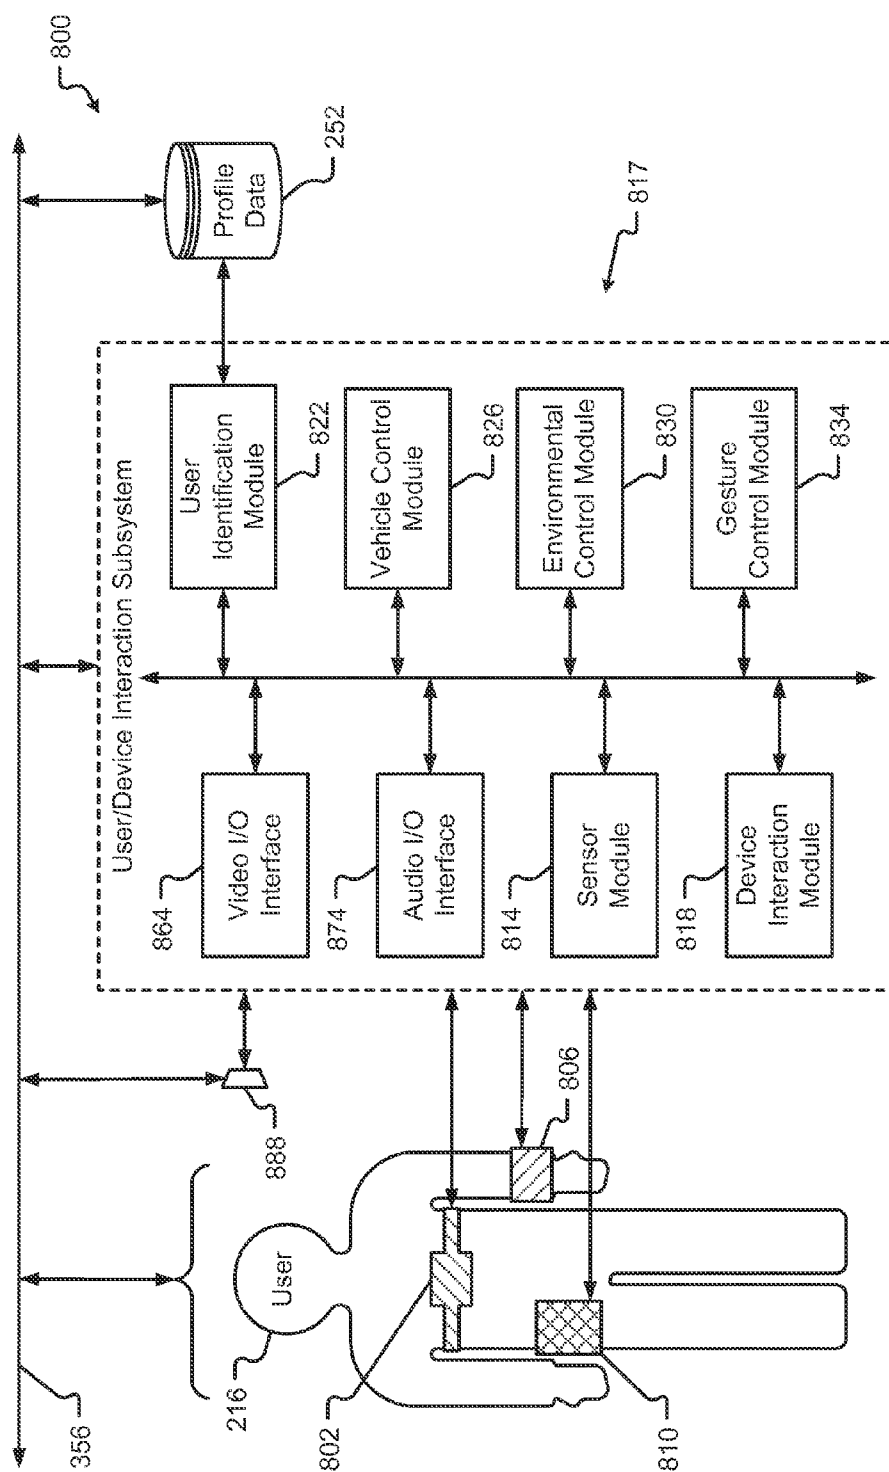 800
356
Profile
Data
252
817
User/Device Interaction Subsystem
864
Video I/O
Interface
User
Identification
Module
822
874
Audio I/O
Interface
Vehicle Control
Module
826
814
Sensor
Module
Environmental
Control Module
830
818
Device
Interaction
Module
Gesture
Control Module
834
888
216
User
802
806
810